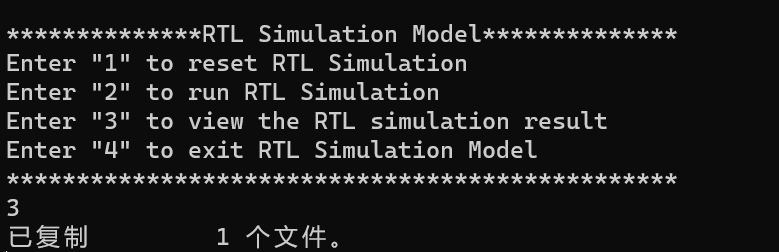 **************RTL Simulation Model**************
Enter "1" to reset RTL Simulation
Enter "2" to run RTL Simulation
Enter "3" to view the RTL simulation result
Enter "4" to exit RTL Simulation Model
************************************************
3
已复制         1 个文件。